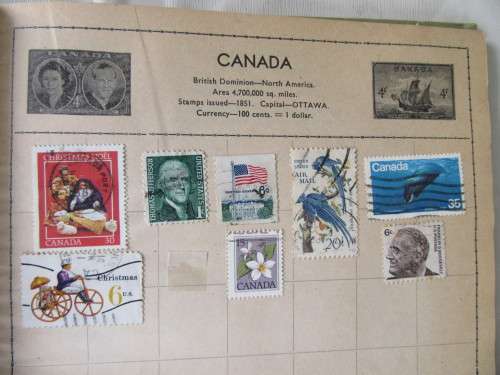 CANADA
CANADA
CANADA
4¢
4¢
British Dominion—North America.
Area 4,700,000 sq. miles.
Stamps issued—1851. Capital—OTTAWA.
Currency—100 cents. = 1 dollar.
CHRISTMAS NOËL
CANADA 30
THOMAS JEFFERSON
UNITED STATES
1¢
6¢
AIR MAIL
20¢
Canada
35
Christmas
6 U.S.
CANADA
6¢